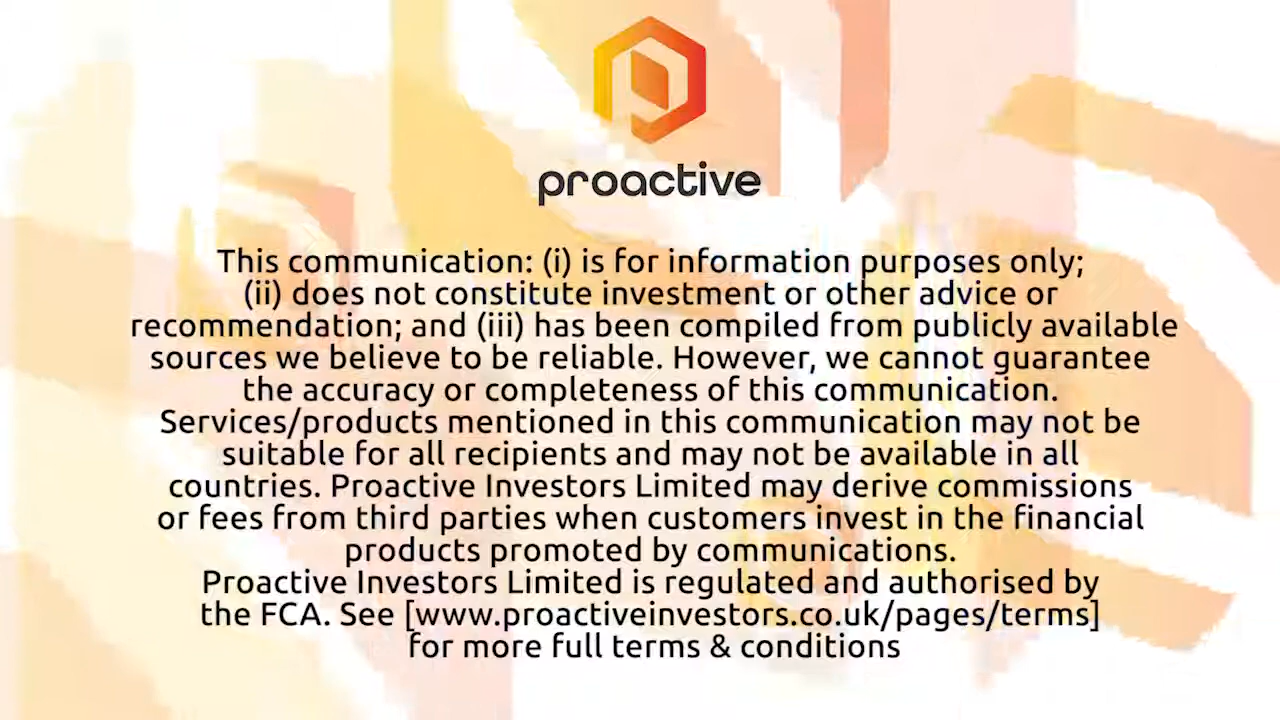 proactive
This communication: (i) is for information purposes only;
(ii) does not constitute investment or other advice or
recommendation; and (iii) has been compiled from publicly available
sources we believe to be reliable. However, we cannot guarantee
the accuracy or completeness of this communication.
Services/products mentioned in this communication may not be
suitable for all recipients and may not be available in all
countries. Proactive Investors Limited may derive commissions
or fees from third parties when customers invest in the financial
products promoted by communications.
Proactive Investors Limited is regulated and authorised by
the FCA. See [www.proactiveinvestors.co.uk/pages/terms]
for more full terms & conditions